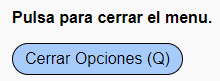 Pulsa para cerrar el menu.
Cerrar Opciones (Q)